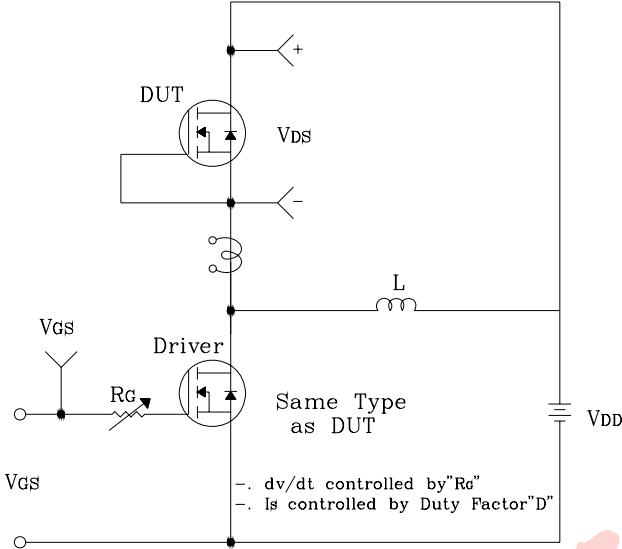 +
DUT
VDS
−
L
VGS
Driver
RG
Same Type
as DUT
VDD
VGS
−. dv/dt controlled by"RG"
−. Is controlled by Duty Factor"D"